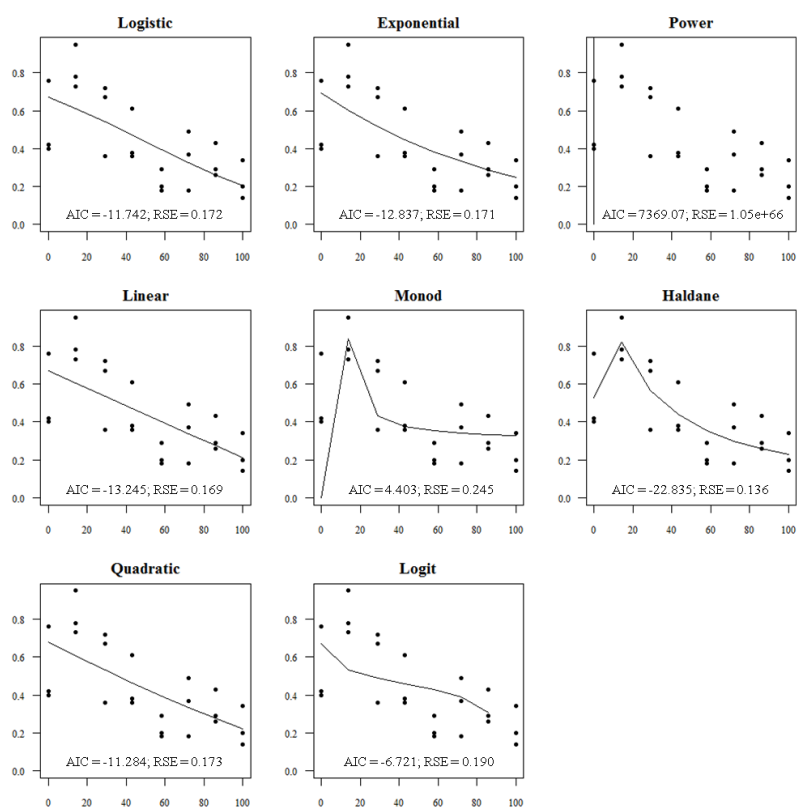 Logistic
0.8
0.6
0.4
0.2
0.0
AIC = -11.742; RSE = 0.172
0 20 40 60 80 100
Exponential
0.8
0.6
0.4
0.2
0.0
AIC = -12.837; RSE = 0.171
0 20 40 60 80 100
Power
0.8
0.6
0.4
0.2
0.0
AIC = 7369.07; RSE = 1.05e+66
0 20 40 60 80 100
Linear
0.8
0.6
0.4
0.2
0.0
AIC = -13.245; RSE = 0.169
0 20 40 60 80 100
Monod
0.8
0.6
0.4
0.2
0.0
AIC = 4.403; RSE = 0.245
0 20 40 60 80 100
Haldane
0.8
0.6
0.4
0.2
0.0
AIC = -22.835; RSE = 0.136
0 20 40 60 80 100
Quadratic
0.8
0.6
0.4
0.2
0.0
AIC = -11.284; RSE = 0.173
0 20 40 60 80 100
Logit
0.8
0.6
0.4
0.2
0.0
AIC = -6.721; RSE = 0.190
0 20 40 60 80 100